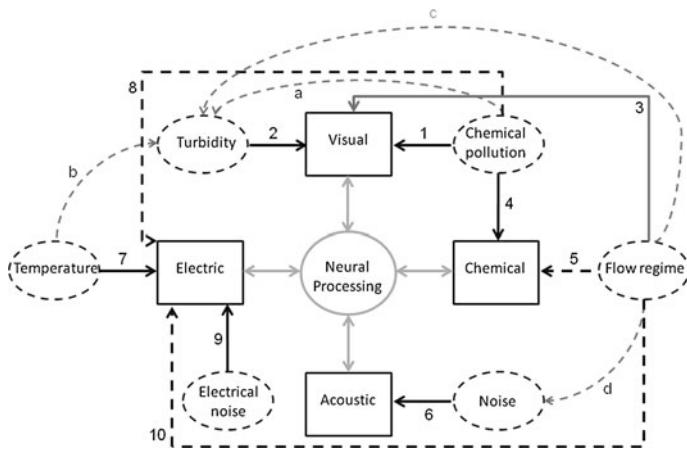 c
8
a
3
Turbidity
2
Visual
1
Chemical
pollution
b
4
Temperature
7
Electric
Neural
Processing
Chemical
5
Flow regime
9
Electrical
noise
Acoustic
6
Noise
d
10